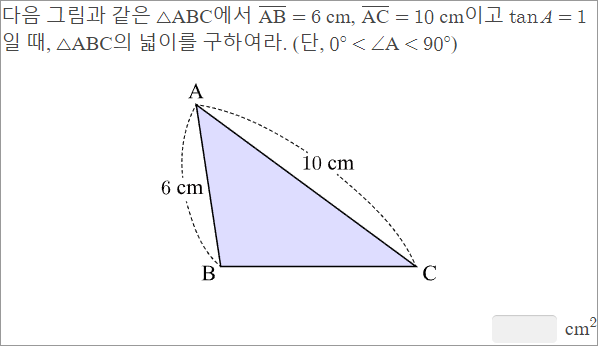 다음 그림과 같은 △ABC에서 A͞B͞ = 6 cm, A͞C͞ = 10 cm이고 tan A = 1
일 때, △ABC의 넓이를 구하여라. (단, 0° < ∠A < 90°)
A
10 cm
6 cm
B
C
cm²